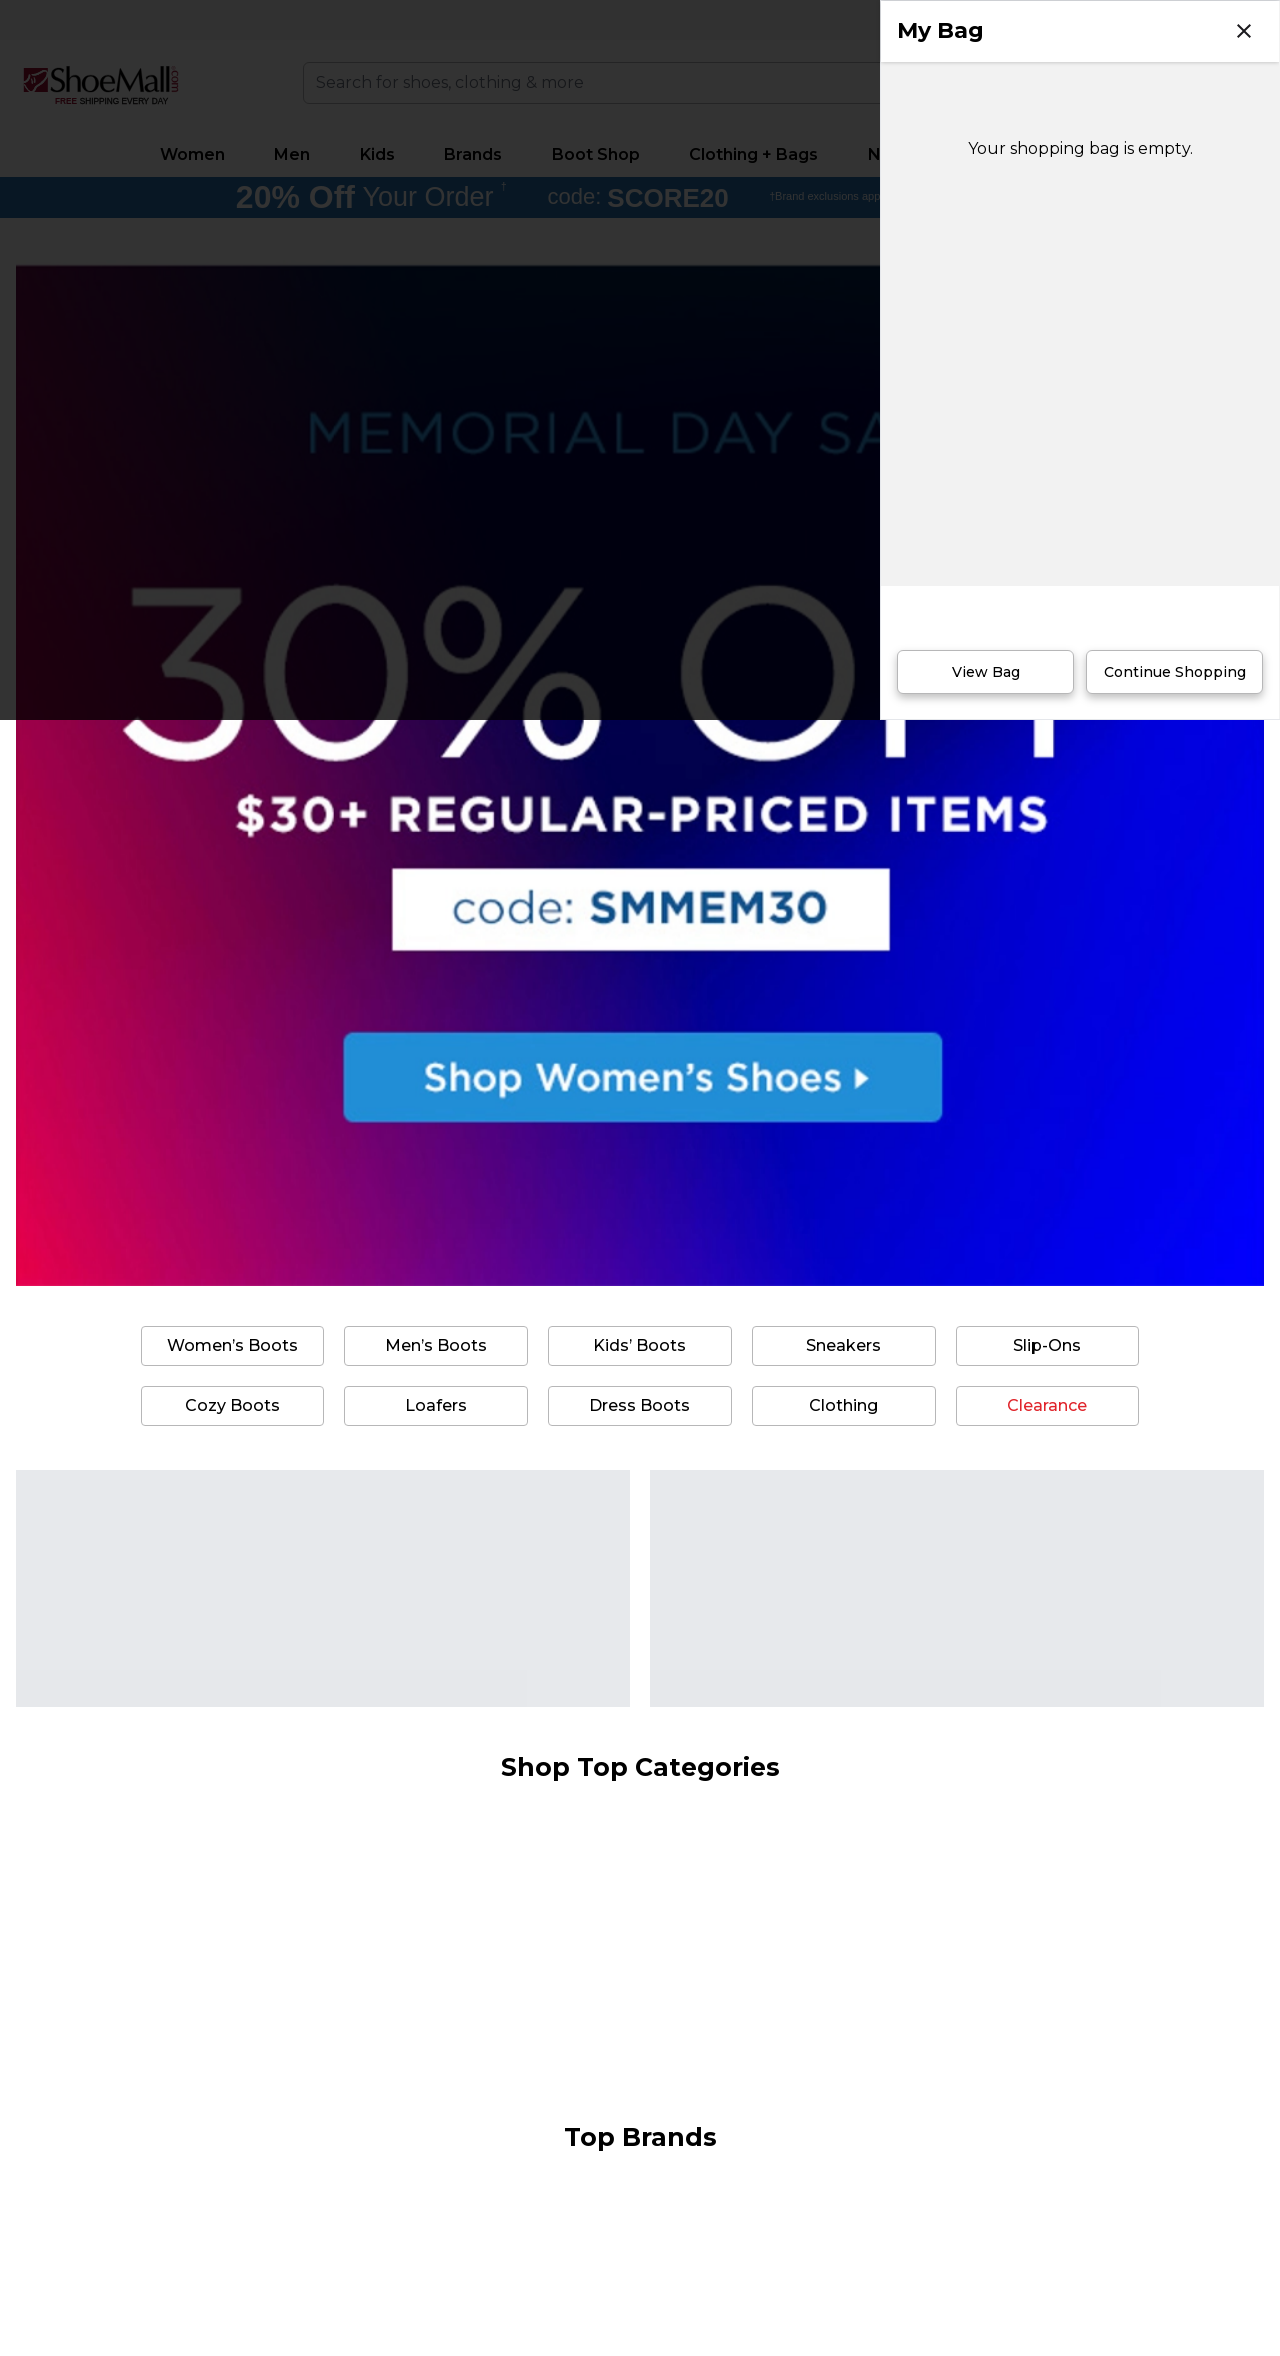 My Bag
ShoeMall.com
FREE SHIPPING EVERY DAY
Search for shoes, clothing & more
Your shopping bag is empty.
Women Men Kids Brands Boot Shop Clothing + Bags
20% Off Your Order † code: SCORE20 †Brand exclusions app
MEMORIAL DAY
30% OFF
$30+ REGULAR-PRICED ITEMS
code: SMMEM30
Shop Women's Shoes
View Bag
Continue Shopping
Women’s Boots
Men’s Boots
Kids’ Boots
Sneakers
Slip-Ons
Cozy Boots
Loafers
Dress Boots
Clothing
Clearance
Shop Top Categories
Top Brands